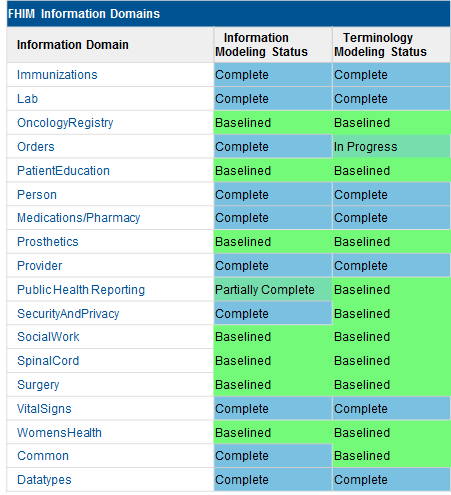 FHIM Information Domains
Information Domain Information Modeling Status Terminology Modeling Status
Immunizations Complete Complete
Lab Complete Complete
OncologyRegistry Baselined Baselined
Orders Complete In Progress
PatientEducation Baselined Baselined
Person Complete Complete
Medications/Pharmacy Complete Complete
Prosthetics Baselined Baselined
Provider Complete Complete
Public Health Reporting Partially Complete Baselined
SecurityAndPrivacy Complete Baselined
SocialWork Baselined Baselined
SpinalCord Baselined Baselined
Surgery Baselined Baselined
VitalSigns Complete Complete
WomensHealth Baselined Baselined
Common Complete Baselined
Datatypes Complete Complete